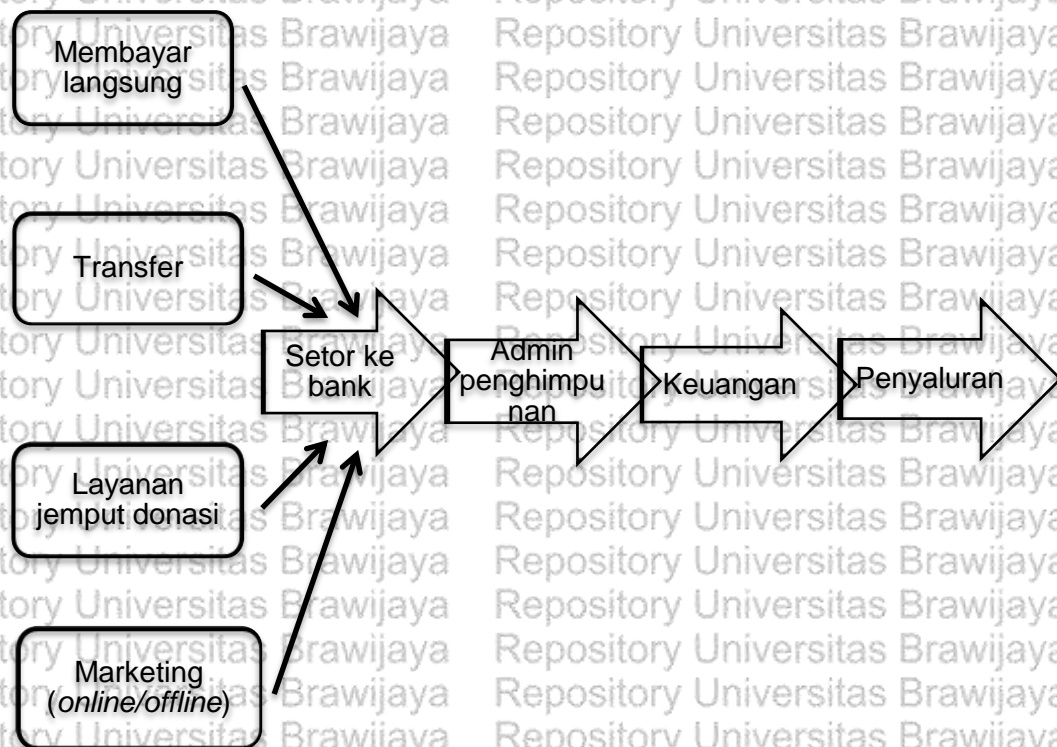 Membayar
langsung
Transfer
Setor ke
bank
Admin
penghimpu
nan
Keuangan
Penyaluran
Layanan
jemput donasi
Marketing
(online/offline)
Repository Universitas Brawijaya